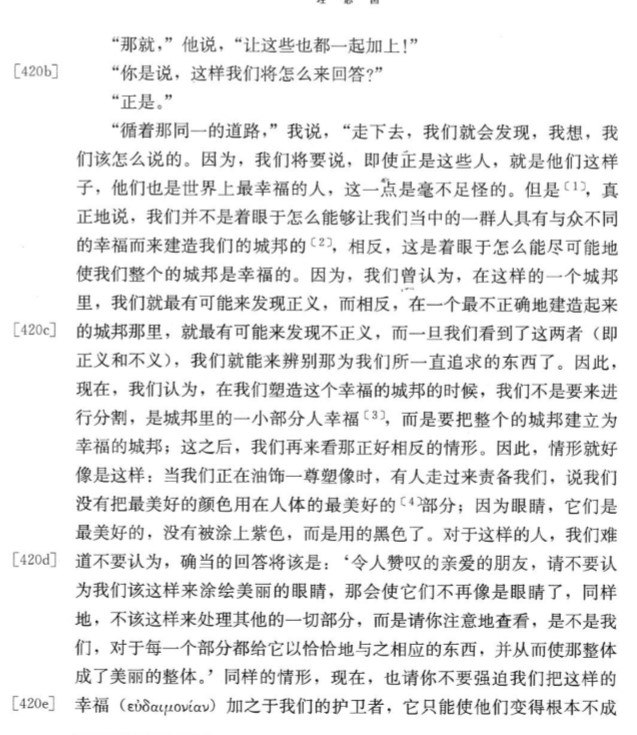 “那就，”他说，“让这些也都一起加上!”
[420b] “你是说，这样我们将怎么来回答?”
“正是。”
“循着那同一的道路，”我说，“走下去，我们就会发现，我想，我
们该怎么说的。因为，我们将要说，即使正是这些人，就是他们这样
子，他们也是世界上最幸福的人，这一点是毫不足怪的。但是〔1〕，真
正地说，我们并不是着眼于怎么能够让我们当中的一群人具有与众不同
的幸福而来建造我们的城邦的〔2〕，相反，这是着眼于怎么能尽可能地
使我们整个的城邦是幸福的。因为，我们曾认为，在这样的一个城邦
里，我们就最有可能来发现正义，而相反，在一个最不正确地建造起来
[420c] 的城邦那里，就最有可能来发现不正义，而一旦我们看到了这两者（即
正义和不义），我们就能来辨别那为我们所一直追求的东西了。因此，
现在，我们认为，在我们塑造这个幸福的城邦的时候，我们不是要来进
行分割，是城邦里的一小部分人幸福〔3〕，而是要把整个的城邦建立为
幸福的城邦；这之后，我们再来看那正好相反的情形。因此，情形就好
像是这样：当我们正在油饰一尊塑像时，有人走过来责备我们，说我们
没有把最美好的颜色用在人体的最美好的〔4〕部分；因为眼睛，它们是
最美好的，没有被涂上紫色，而是用的黑色了。对于这样的人，我们难
[420d] 道不要认为，确当的回答将该是：‘令人赞叹的亲爱的朋友，请不要认
为我们该这样来涂绘美丽的眼睛，那会使它们不再像是眼睛了，同样
地，不该这样来处理其他的一切部分，而是请你注意地查看，是不是我
们，对于每一个部分都给它以恰恰地与之相应的东西，并从而使那整体
成了美丽的整体。’同样的情形，现在，也请你不要强迫我们把这样的
[420e] 幸福（εὐδαιμονίαν）加之于我们的护卫者，它只能使他们变得根本不成